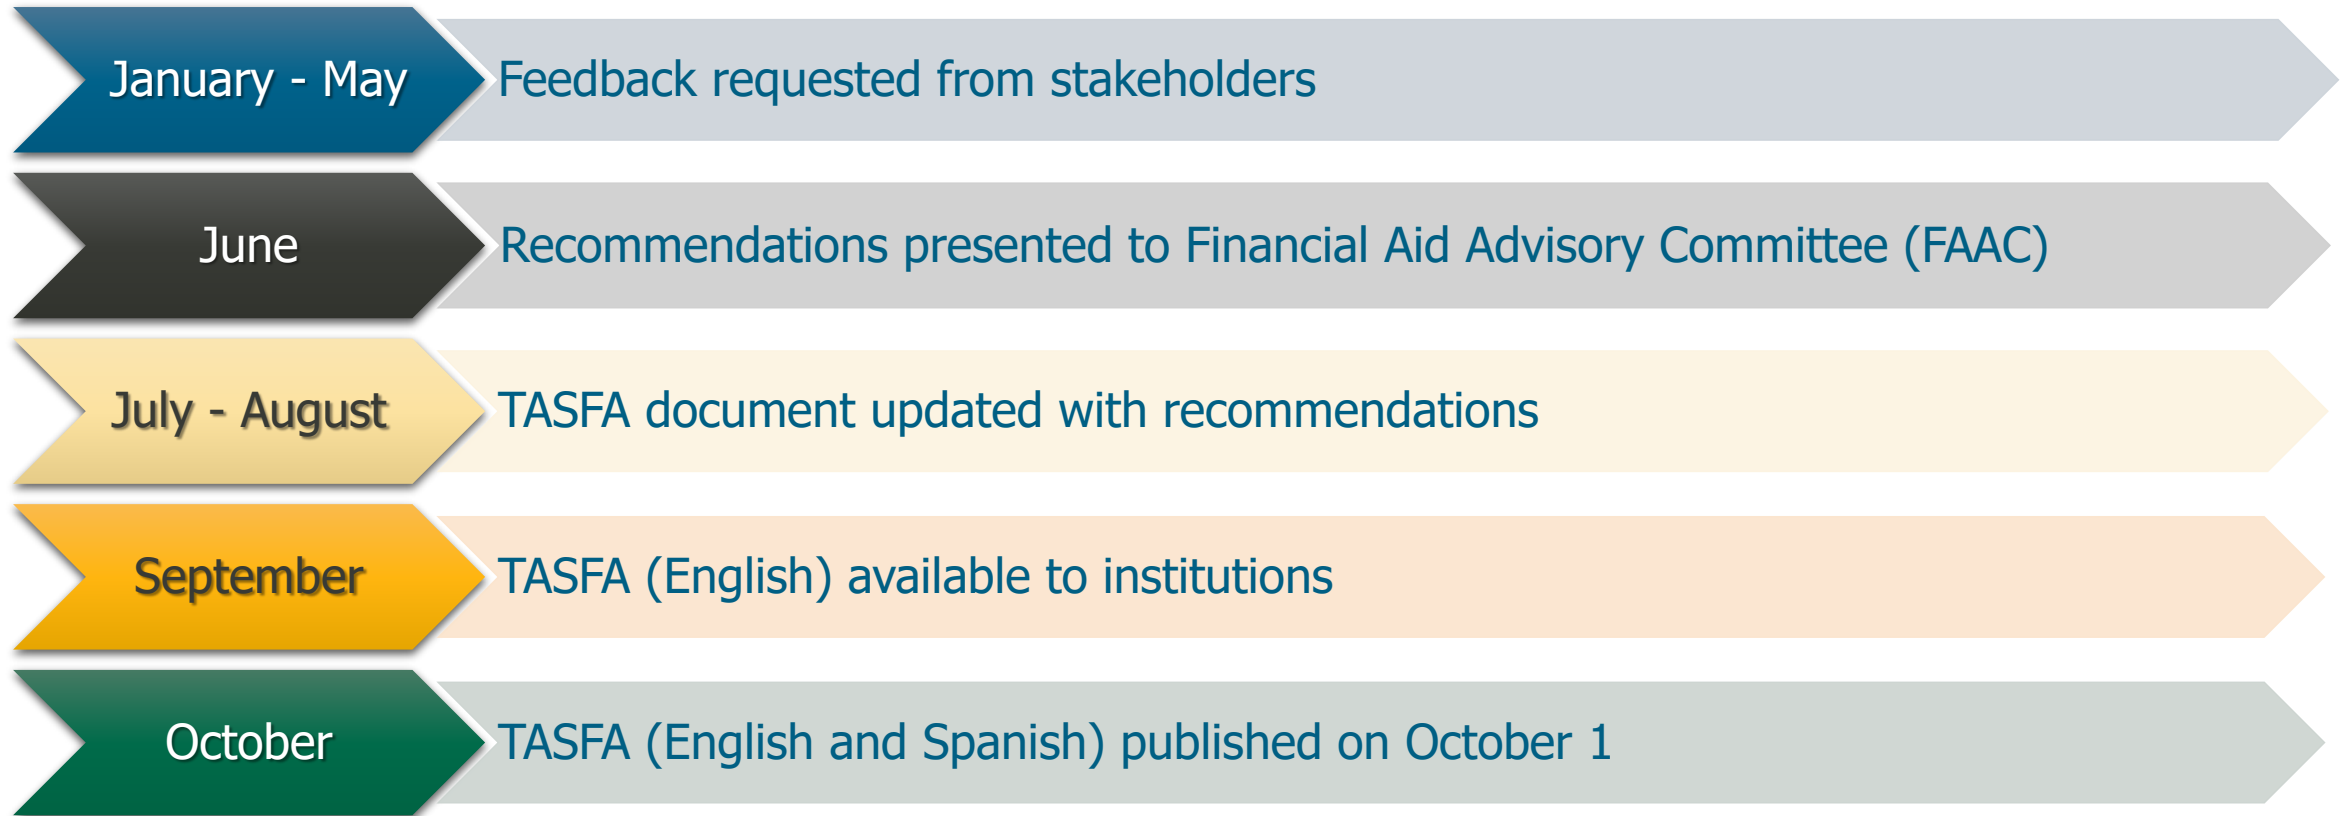 January - May
Feedback requested from stakeholders
June
Recommendations presented to Financial Aid Advisory Committee (FAAC)
July - August
TASFA document updated with recommendations
September
TASFA (English) available to institutions
October
TASFA (English and Spanish) published on October 1